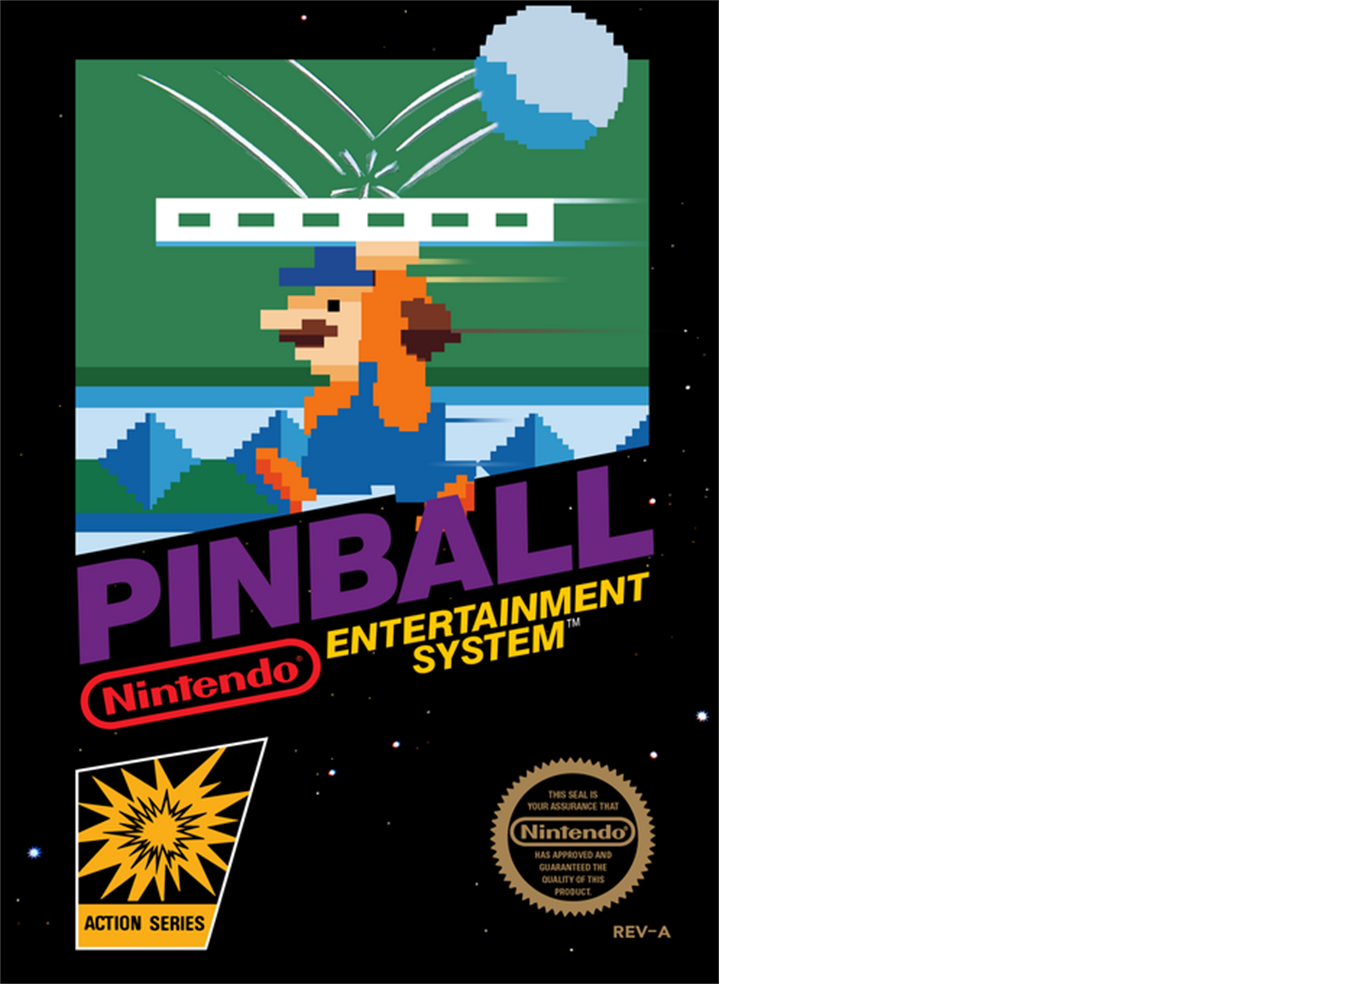 PINBALL
Nintendo®
ENTERTAINMENT
SYSTEM™
ACTION SERIES
THIS SEAL IS
YOUR ASSURANCE THAT
Nintendo®
HAS APPROVED AND
GUARANTEED THE
QUALITY OF THIS
PRODUCT.
REV-A